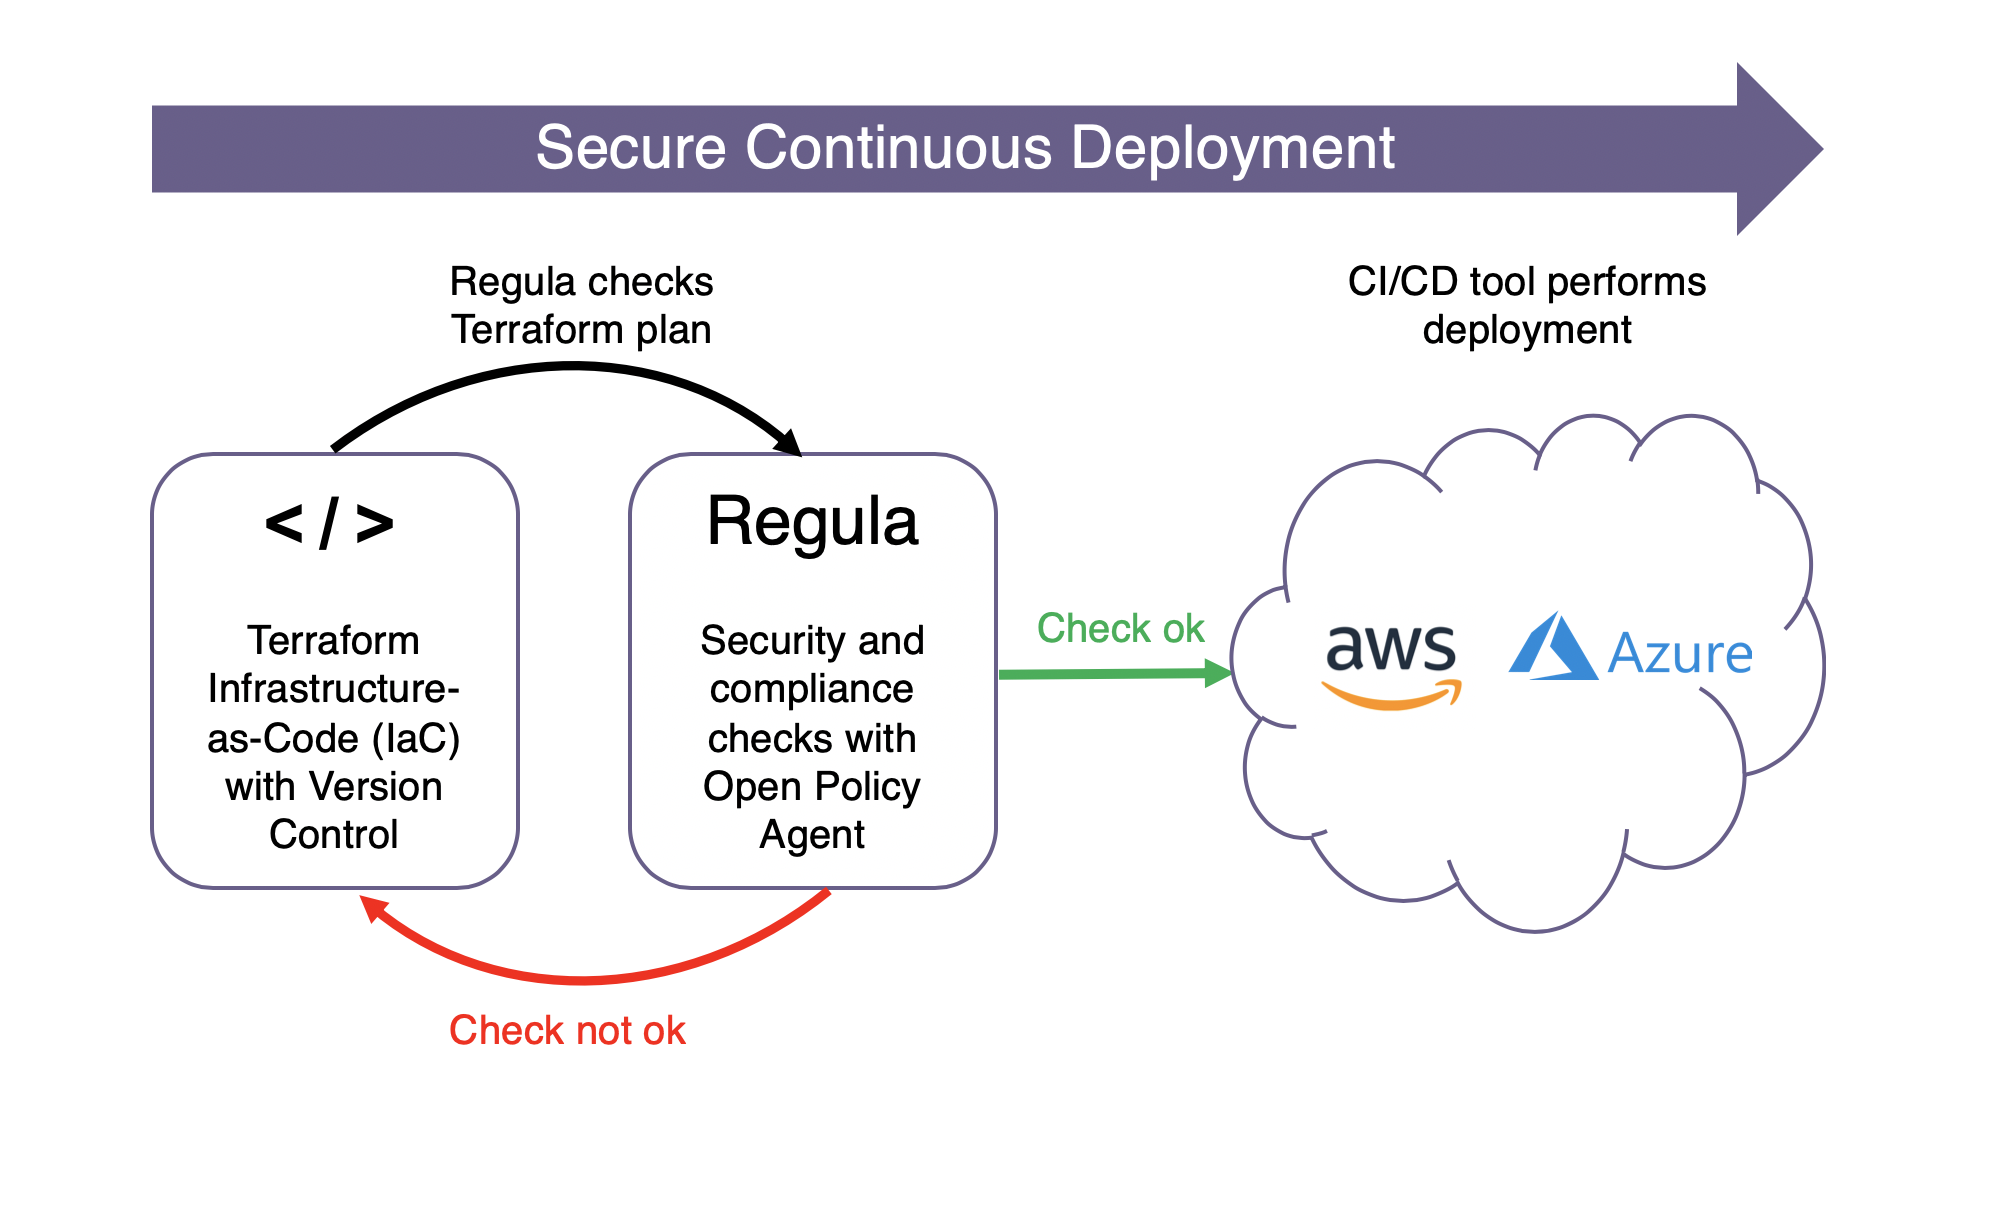 Secure Continuous Deployment
Regula checks
Terraform plan
CI/CD tool performs
deployment
</>
Terraform
Infrastructure-
as-Code (IaC)
with Version
Control
Regula
Security and
compliance
checks with
Open Policy
Agent
Check ok
aws
Azure
Check not ok